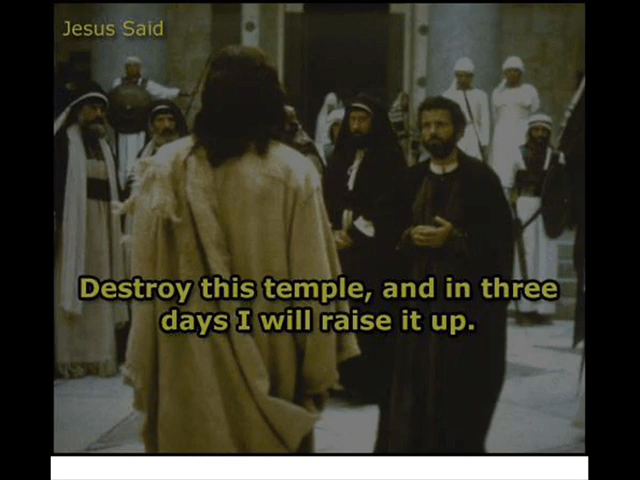 Jesus Said
Destroy this temple, and in three
days I will raise it up.